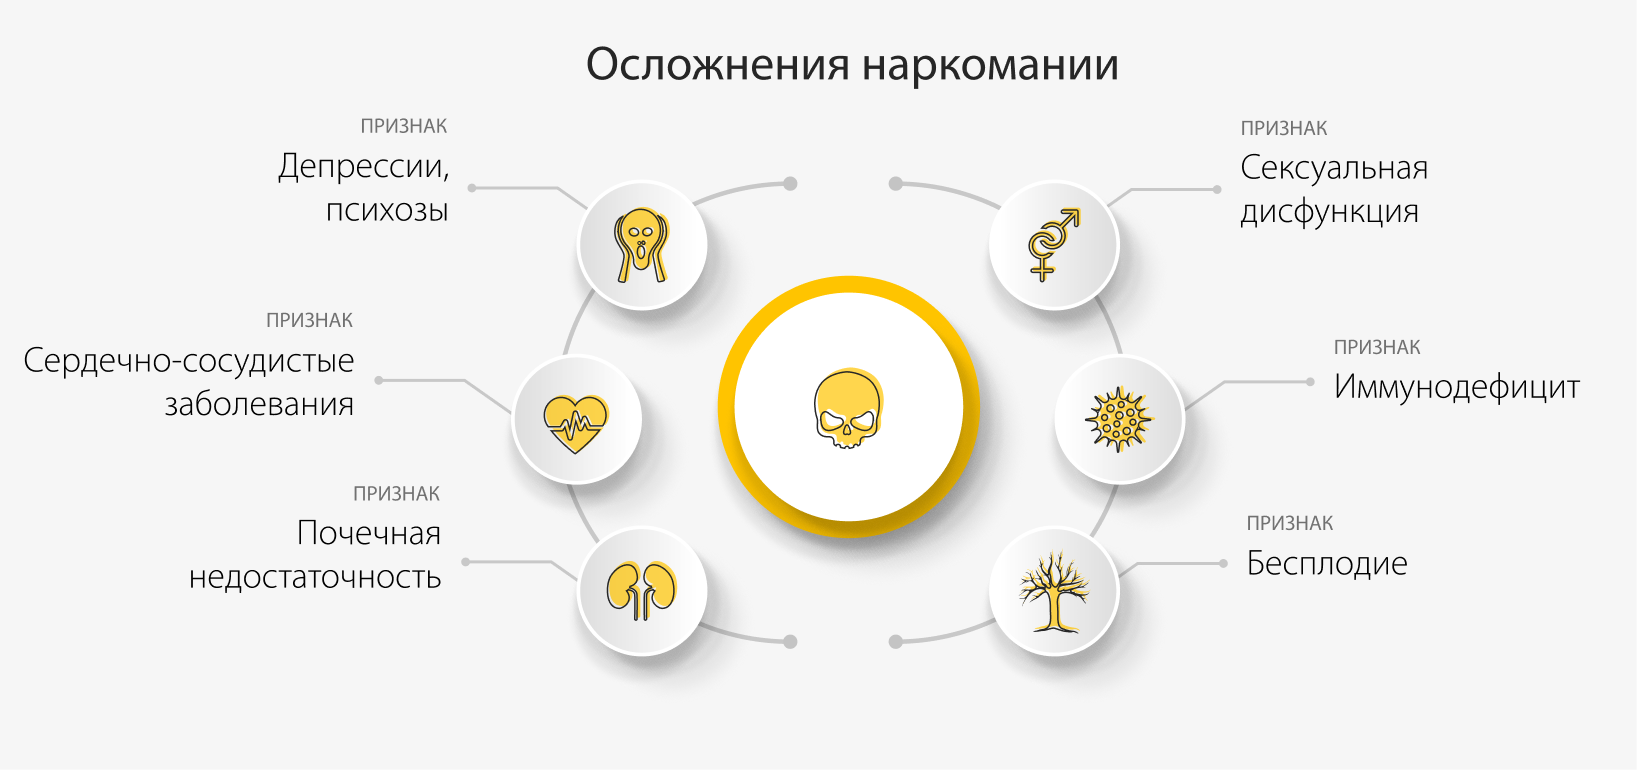 Осложнения наркомании
ПРИЗНАК
Депрессии,
психозы
ПРИЗНАК
Сердечно-сосудистые
заболевания
ПРИЗНАК
Почечная
недостаточность
ПРИЗНАК
Сексуальная
дисфункция
ПРИЗНАК
Иммунодефицит
ПРИЗНАК
Бесплодие